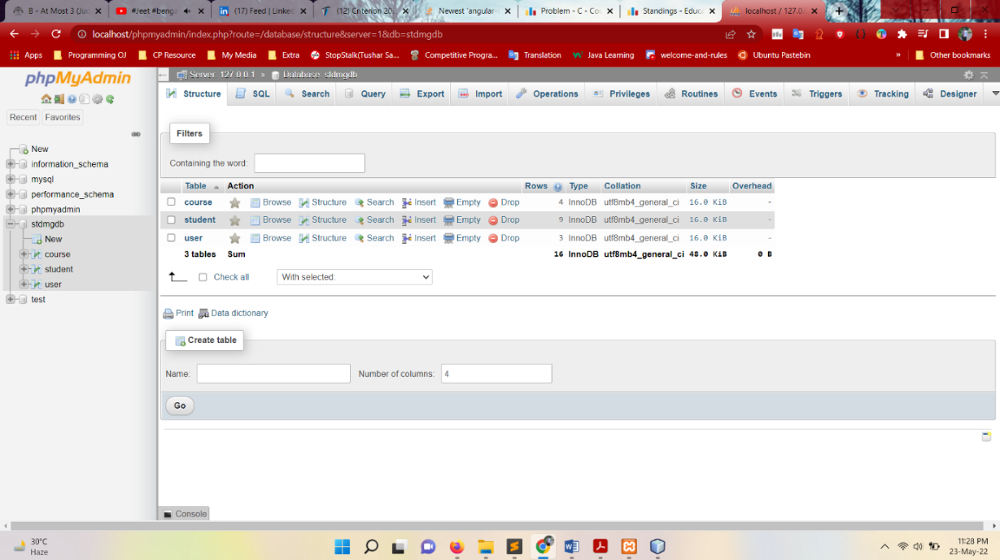 B - At Most 3 (Juc
#Jeet #benga
(17) Feed | Linked
(12) Criterion 202
Newest 'angular-
Problem - C - Co
Standings - Educa
localhost / 127.0.
localhost/phpmyadmin/index.php?route=/database/structure&server=1&db=stdmgdb
Apps Programming OJ CP Resource My Media Extra StopStalk(Tushar Sa... Competitive Progra... Translation Java Learning welcome-and-rules Ubuntu Pastebin » Other bookmarks
phpMyAdmin
Recent Favorites
New
information_schema
mysql
performance_schema
phpmyadmin
stdmgdb
New
course
student
user
test
Server: 127.0.0.1 » Database: stdmgdb
Structure SQL Search Query Export Import Operations Privileges Routines Events Triggers Tracking Designer
Filters
Containing the word:
Table Action Rows Type Collation Size Overhead
course Browse Structure Search Insert Empty Drop 4 InnoDB utf8mb4_general_ci 16.0 KiB -
student Browse Structure Search Insert Empty Drop 9 InnoDB utf8mb4_general_ci 16.0 KiB -
user Browse Structure Search Insert Empty Drop 3 InnoDB utf8mb4_general_ci 16.0 KiB -
3 tables Sum 16 InnoDB utf8mb4_general_ci 48.0 KiB 0 B
Check all With selected:
Print Data dictionary
Create table
Name: Number of columns: 4
Go
Console
30°C
Haze
11:28 PM
23-May-22